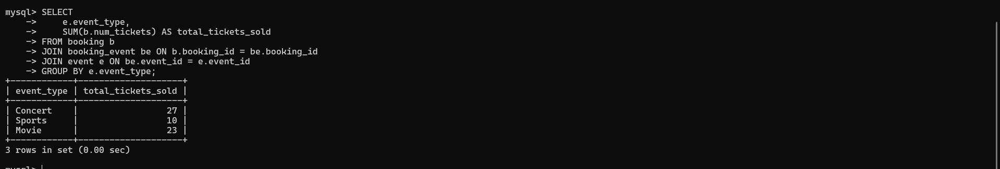 mysql> SELECT
    ->     e.event_type,
    ->     SUM(b.num_tickets) AS total_tickets_sold
    -> FROM booking b
    -> JOIN booking_event be ON b.booking_id = be.booking_id
    -> JOIN event e ON be.event_id = e.event_id
    -> GROUP BY e.event_type;
+------------+--------------------+
| event_type | total_tickets_sold |
+------------+--------------------+
| Concert    |                 27 |
| Sports     |                 10 |
| Movie      |                 23 |
+------------+--------------------+
3 rows in set (0.00 sec)
mysql>